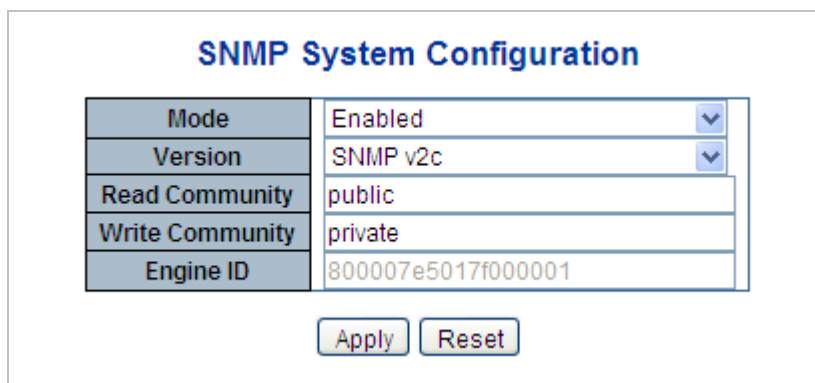 SNMP System Configuration
Mode Enabled
Version SNMP v2c
Read Community public
Write Community private
Engine ID 800007e5017f000001
Apply Reset